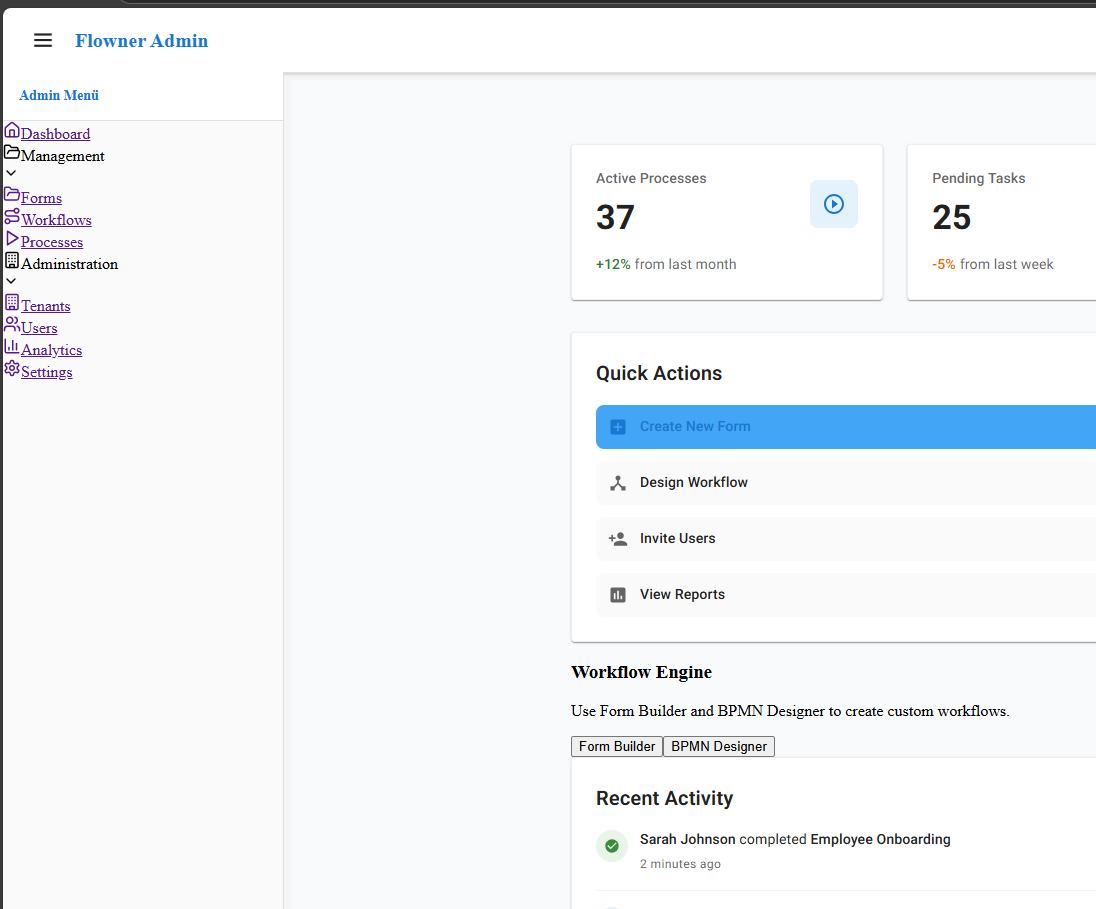 Flowner Admin
Admin Menü
Dashboard
Management
Forms
Workflows
Processes
Administration
Tenants
Users
Analytics
Settings
Active Processes
37
+12% from last month
Pending Tasks
25
-5% from last week
Quick Actions
Create New Form
Design Workflow
Invite Users
View Reports
Workflow Engine
Use Form Builder and BPMN Designer to create custom workflows.
Form Builder BPMN Designer
Recent Activity
Sarah Johnson completed Employee Onboarding
2 minutes ago